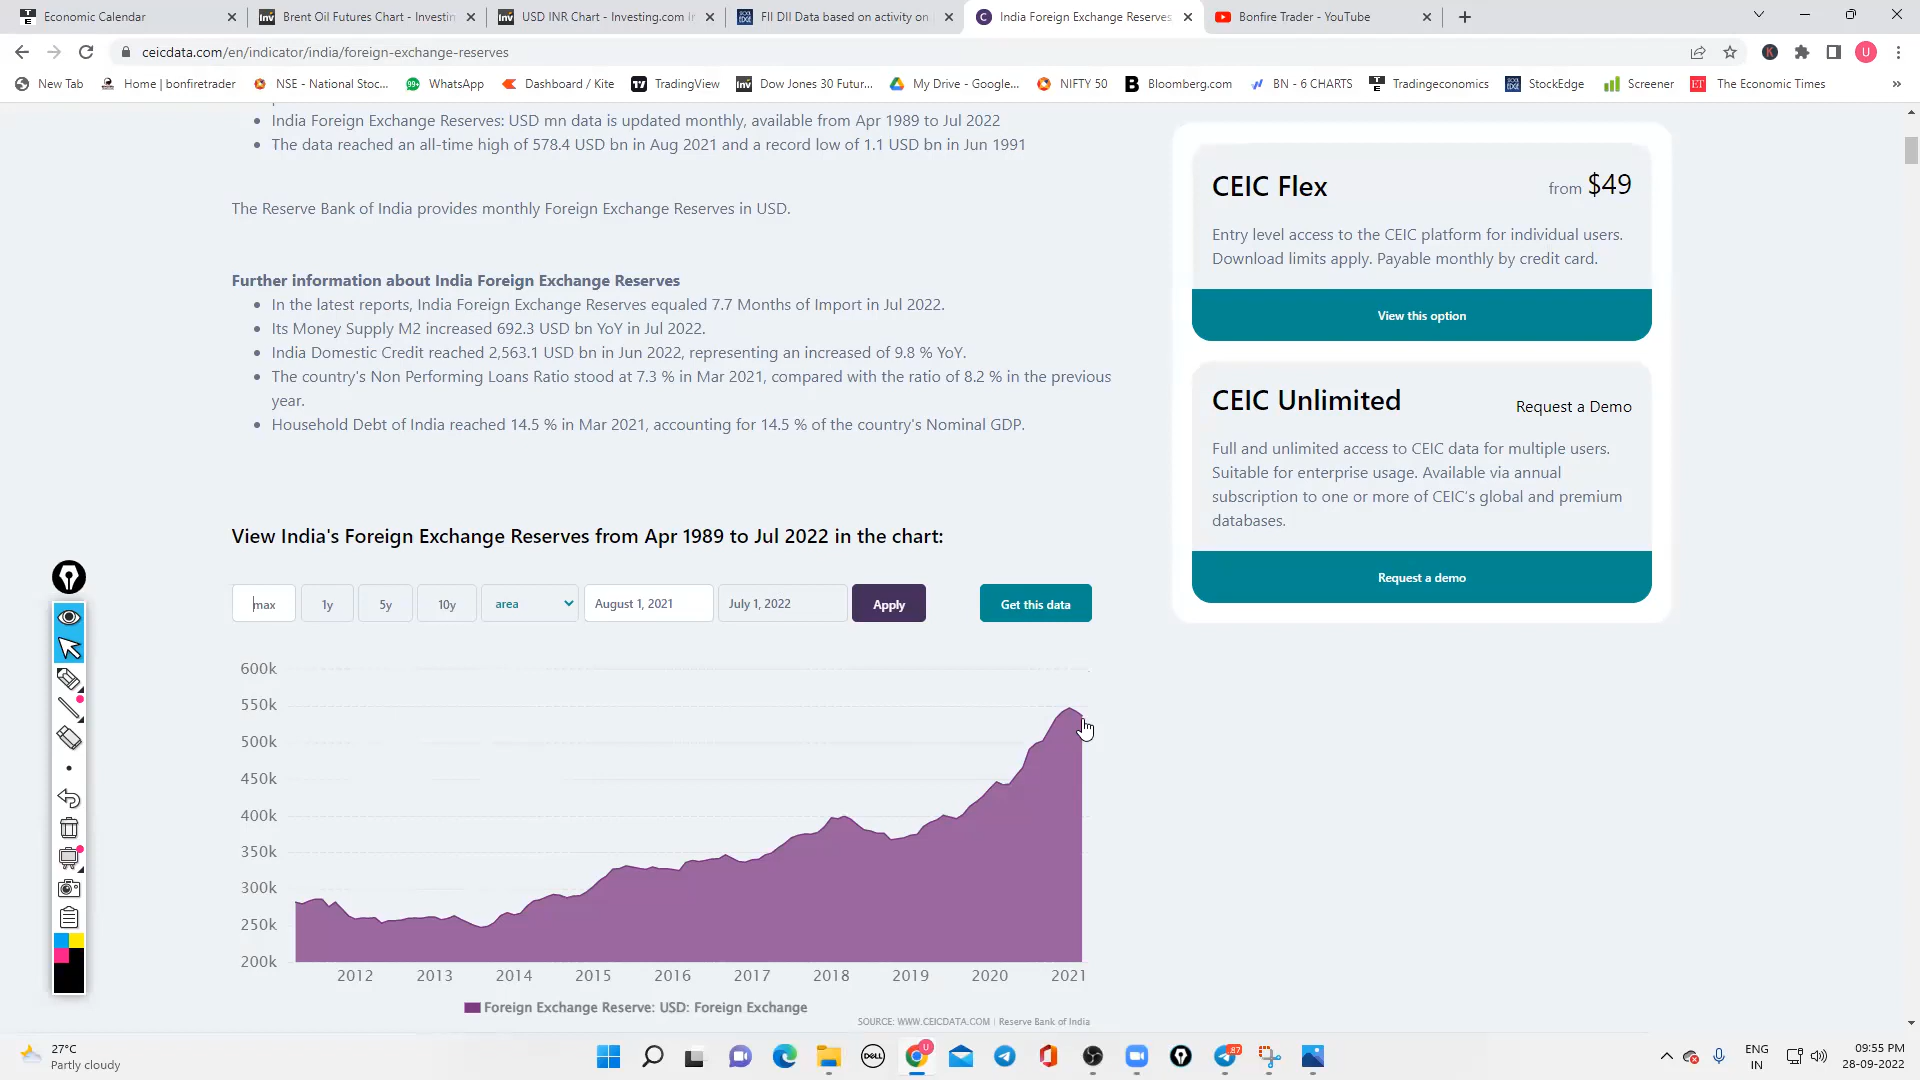 Economic Calendar
Brent Oil Futures Chart - Investin
USD INR Chart - Investing.com In
FII DII Data based on activity on
India Foreign Exchange Reserves
Bonfire Trader - YouTube
ceicdata.com/en/indicator/india/foreign-exchange-reserves
New Tab
Home | bonfiretrader
NSE - National Stoc...
WhatsApp
Dashboard / Kite
TradingView
Dow Jones 30 Futur...
My Drive - Google...
NIFTY 50
Bloomberg.com
BN - 6 CHARTS
Tradingeconomics
StockEdge
Screener
The Economic Times
India Foreign Exchange Reserves: USD mn data is updated monthly, available from Apr 1989 to Jul 2022
The data reached an all-time high of 578.4 USD bn in Aug 2021 and a record low of 1.1 USD bn in Jun 1991
The Reserve Bank of India provides monthly Foreign Exchange Reserves in USD.
Further information about India Foreign Exchange Reserves
In the latest reports, India Foreign Exchange Reserves equaled 7.7 Months of Import in Jul 2022.
Its Money Supply M2 increased 692.3 USD bn YoY in Jul 2022.
India Domestic Credit reached 2,563.1 USD bn in Jun 2022, representing an increased of 9.8 % YoY.
The country's Non Performing Loans Ratio stood at 7.3 % in Mar 2021, compared with the ratio of 8.2 % in the previous
year.
Household Debt of India reached 14.5 % in Mar 2021, accounting for 14.5 % of the country's Nominal GDP.
CEIC Flex
from $49
Entry level access to the CEIC platform for individual users.
Download limits apply. Payable monthly by credit card.
View this option
CEIC Unlimited
Request a Demo
Full and unlimited access to CEIC data for multiple users.
Suitable for enterprise usage. Available via annual
subscription to one or more of CEIC's global and premium
databases.
Request a demo
View India's Foreign Exchange Reserves from Apr 1989 to Jul 2022 in the chart:
max
1y
5y
10y
area
August 1, 2021
July 1, 2022
Apply
Get this data
600k
550k
500k
450k
400k
350k
300k
250k
200k
2012 2013 2014 2015 2016 2017 2018 2019 2020 2021
Foreign Exchange Reserve: USD: Foreign Exchange
SOURCE: WWW.CEICDATA.COM | Reserve Bank of India
27°C
Partly cloudy
DELL
U
87
ENG
IN
09:55 PM
28-09-2022